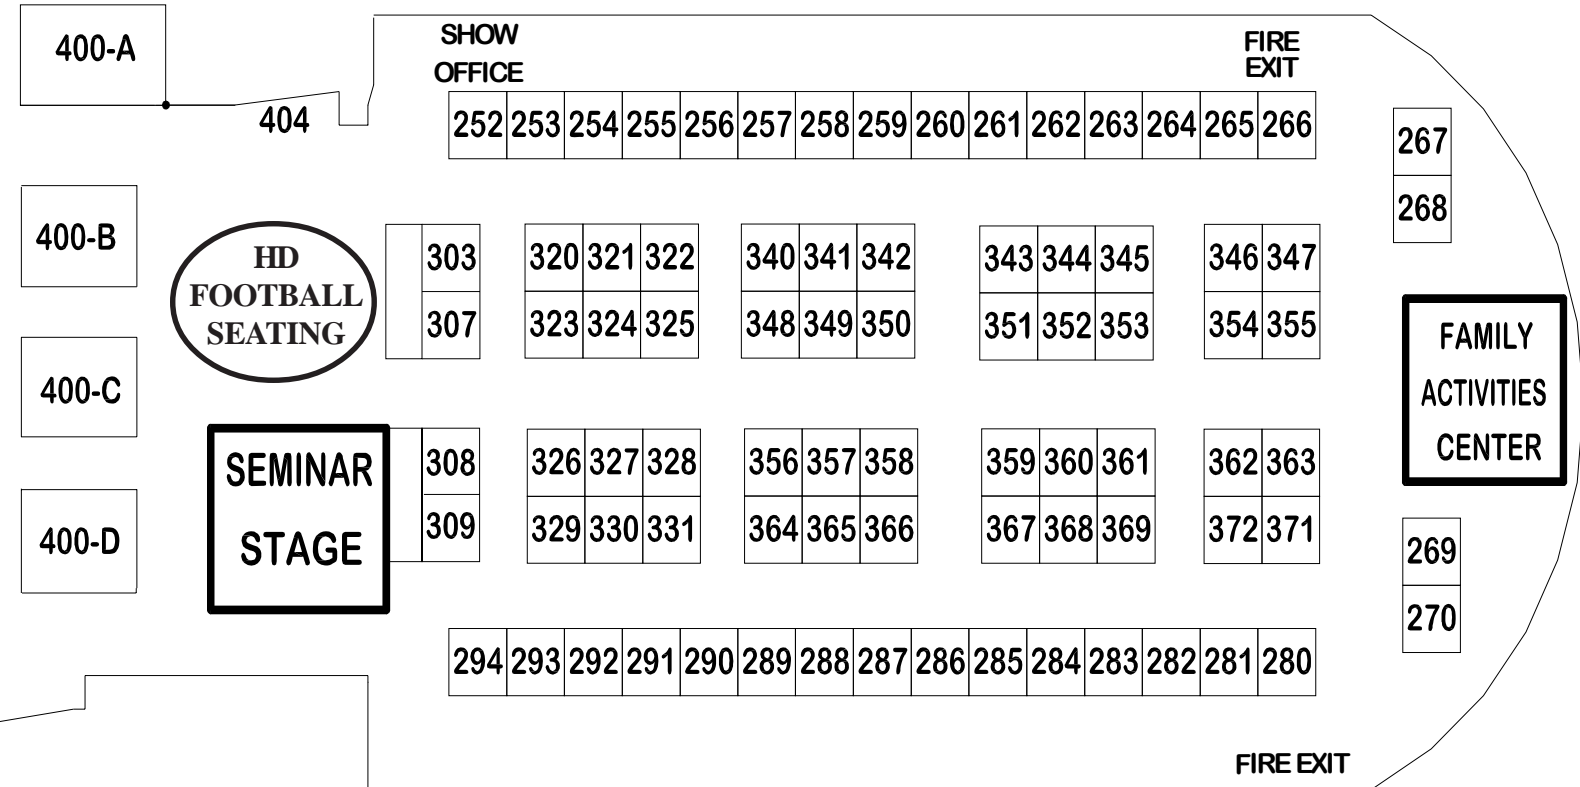 400-A
SHOW
OFFICE
FIRE
EXIT
404
252 253 254 255 256 257 258 259 260 261 262 263 264 265 266
267
268
400-B
HD
FOOTBALL
SEATING
303 320 321 322 340 341 342 343 344 345 346 347
307 323 324 325 348 349 350 351 352 353 354 355
FAMILY
ACTIVITIES
CENTER
400-C
SEMINAR
STAGE
308 326 327 328 356 357 358 359 360 361 362 363
309 329 330 331 364 365 366 367 368 369 372 371
400-D
269
270
294 293 292 291 290 289 288 287 286 285 284 283 282 281 280
FIRE EXIT